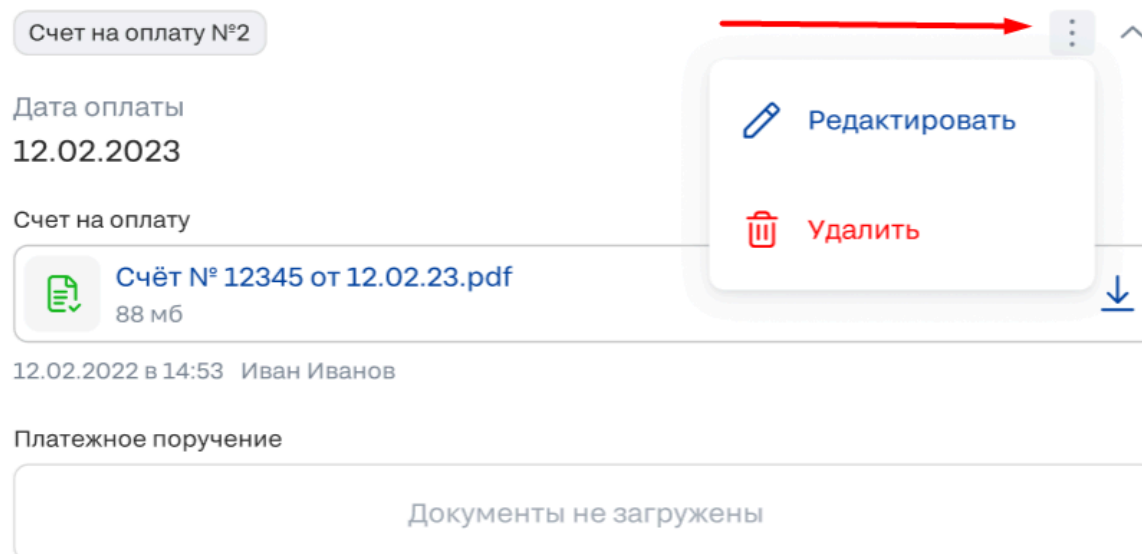 Счет на оплату №2
Дата оплаты
12.02.2023
Редактировать
Удалить
Счет на оплату
Счёт № 12345 от 12.02.23.pdf
88 мб
12.02.2022 в 14:53 Иван Иванов
Платежное поручение
Документы не загружены